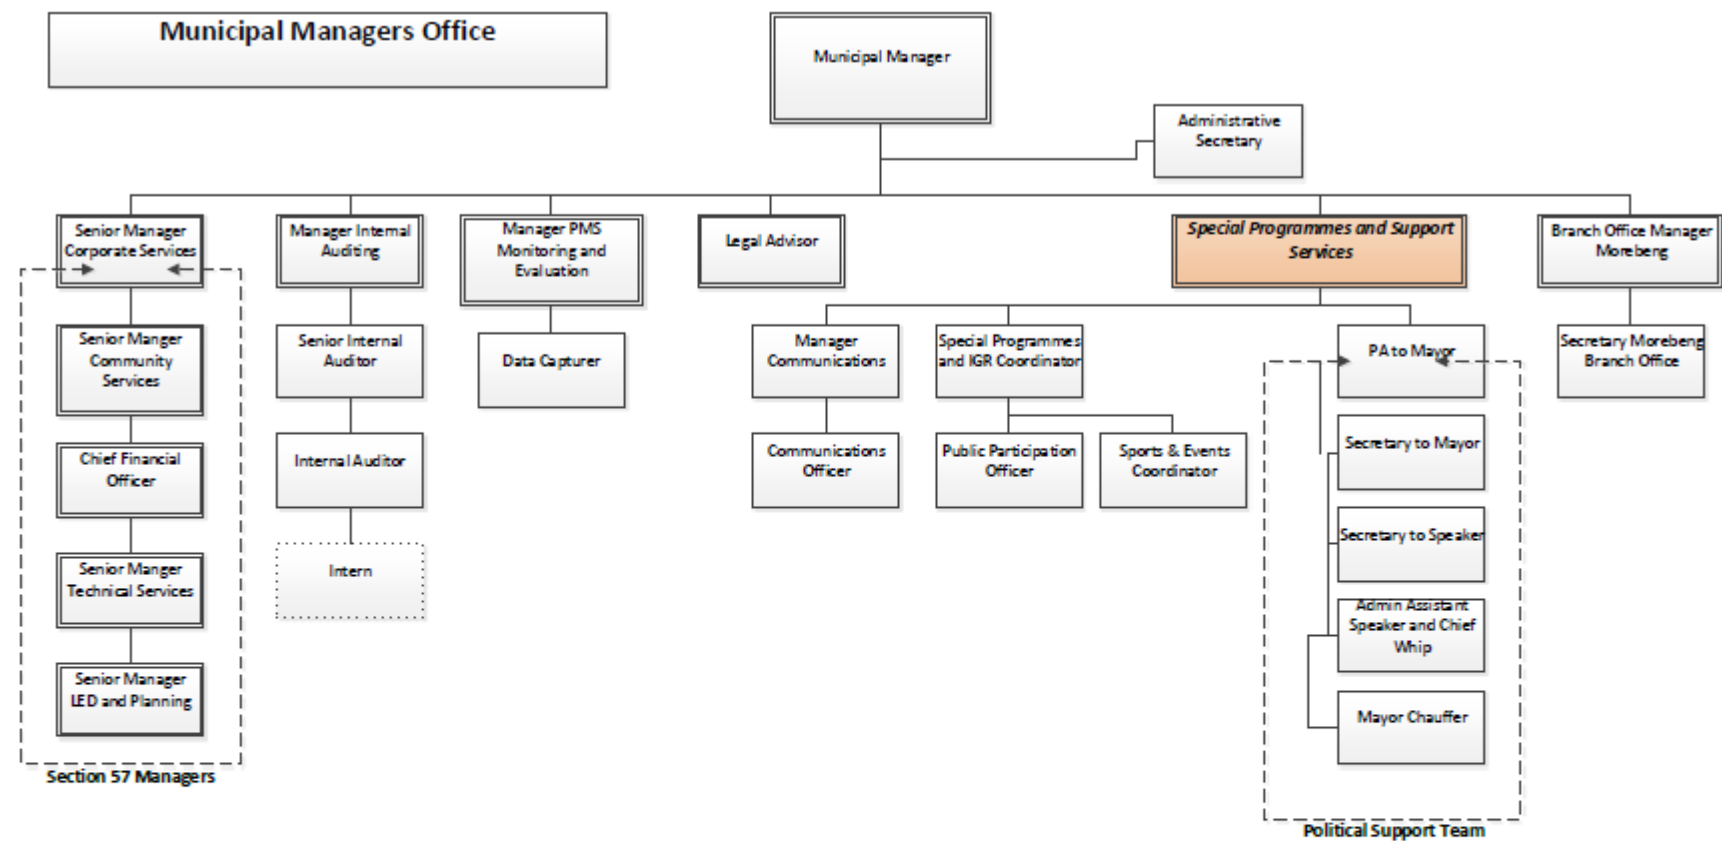 Municipal Managers Office
Municipal Manager
Administrative
Secretary
Senior Manager
Corporate Services
Manager Internal
Auditing
Manager PMS
Monitoring and
Evaluation
Legal Advisor
Special Programmes and Support
Services
Branch Office Manager
Morebeng
Senior Manger
Community
Services
Senior Internal
Auditor
Data Capturer
Manager
Communications
Special Programmes
and IGR Coordinator
PA to Mayor
Secretary Morebeng
Branch Office
Chief Financial
Officer
Internal Auditor
Communications
Officer
Public Participation
Officer
Sports & Events
Coordinator
Secretary to Mayor
Senior Manger
Technical Services
Intern
Secretary to Speaker
Admin Assistant
Speaker and Chief
Whip
Senior Manager
LED and Planning
Mayor Chauffer
Section 57 Managers
Political Support Team